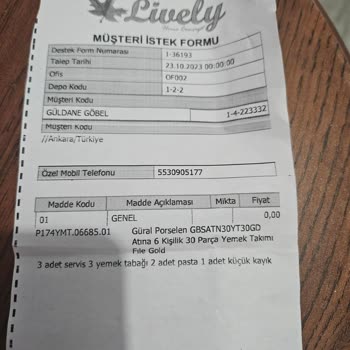 Lively
MÜŞTERİ İSTEK FORMU
Destek Form Numarası 1-36193
Talep Tarihi 23.10.2023 00:00:00
Ofis OF002
Depo Kodu 1-2-2
Müşteri Kodu
GÜLDANE GÖBEL 1-4-223332
Müşteri Kodu
//Ankara/Türkiye
Özel Mobil Telefonu 5530905177
Madde Kodu Madde Açıklaması Mikta Fiyat
01 GENEL 0,00
P174YMT.06685.01 Güral Porselen GBSATN30YT30GD
Atina 6 Kişilik 30 Parça Yemek Takımı
File Gold
3 adet servis 3 yemek tabağı 2 adet pasta 1 adet küçük kayık